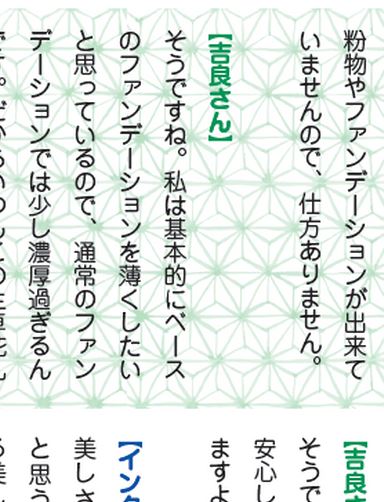 粉物やファンデーションが出来て
いませんので、仕方ありません。
【吉良さん】
そうですね。私は基本的にベース
のファンデーションを薄くしたい
と思っているので、通常のファン
デーションでは少し濃厚過ぎるん
【吉良さ
そうで
安心し
ますよ
【イン
美しさ
と思う